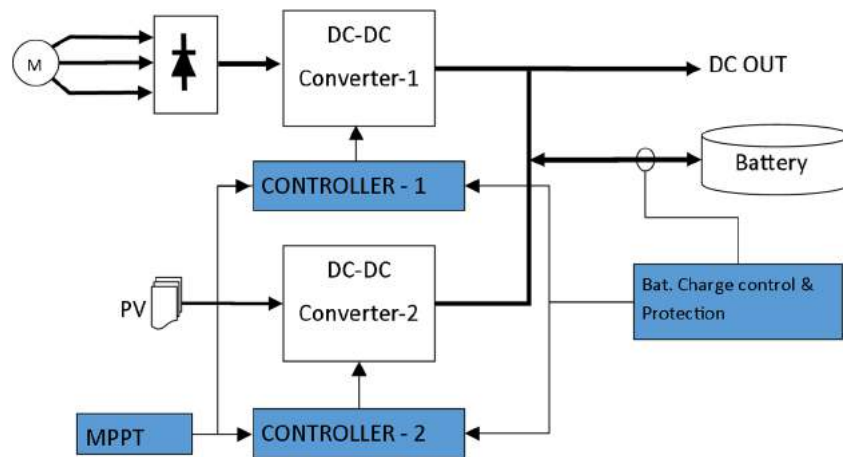 M
DC-DC
Converter-1
DC OUT
Battery
CONTROLLER - 1
PV
DC-DC
Converter-2
Bat. Charge control &
Protection
MPPT
CONTROLLER - 2